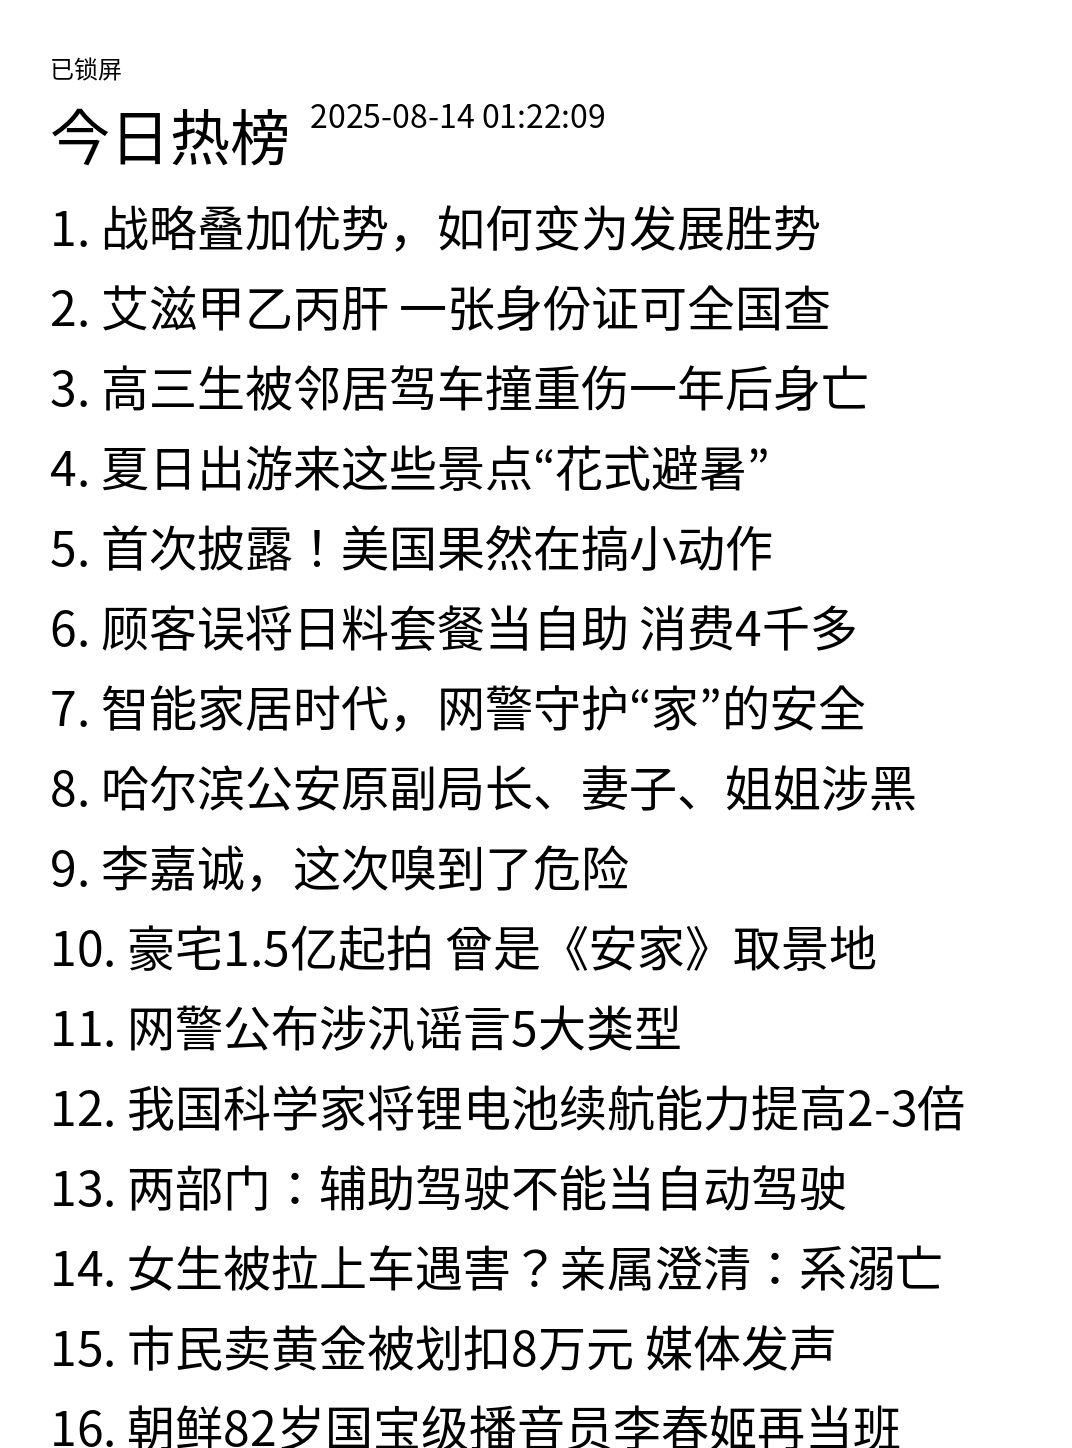 已锁屏
今日热榜 2025-08-14 01:22:09
1. 战略叠加优势，如何变为发展胜势
2. 艾滋甲乙丙肝 一张身份证可全国查
3. 高三生被邻居驾车撞重伤一年后身亡
4. 夏日出游来这些景点“花式避暑”
5. 首次披露！美国果然在搞小动作
6. 顾客误将日料套餐当自助 消费4千多
7. 智能家居时代，网警守护“家”的安全
8. 哈尔滨公安原副局长、妻子、姐姐涉黑
9. 李嘉诚，这次嗅到了危险
10. 豪宅1.5亿起拍 曾是《安家》取景地
11. 网警公布涉汛谣言5大类型
12. 我国科学家将锂电池续航能力提高2-3倍
13. 两部门：辅助驾驶不能当自动驾驶
14. 女生被拉上车遇害？亲属澄清：系溺亡
15. 市民卖黄金被划扣8万元 媒体发声
16. 朝鲜82岁国宝级播音员李春姬再当班